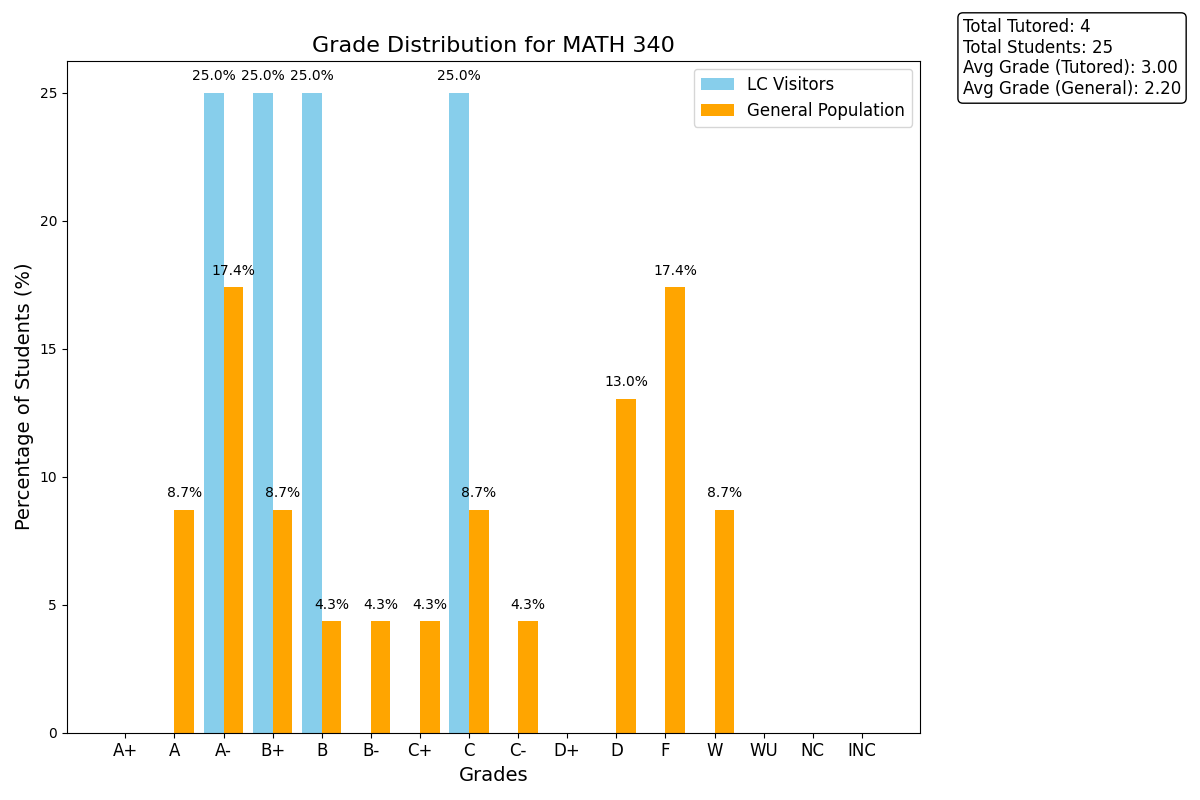 Total Tutored: 4
Total Students: 25
Avg Grade (Tutored): 3.00
Avg Grade (General): 2.20
Grade Distribution for MATH 340
LC Visitors
General Population
25.0% 25.0% 25.0% 25.0%
17.4% 17.4%
13.0%
8.7% 8.7% 8.7% 8.7%
4.3% 4.3% 4.3% 4.3%
25
20
15
10
5
0
Percentage of Students (%)
A+ A A- B+ B B- C+ C C- D+ D F W WU NC INC
Grades